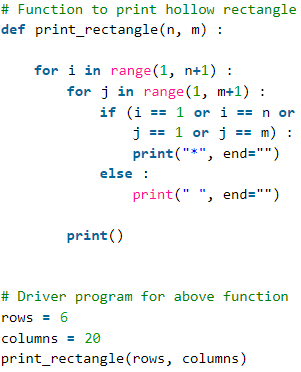 # Function to print hollow rectangle
def print_rectangle(n, m) :
    for i in range(1, n+1) :
        for j in range(1, m+1) :
            if (i == 1 or i == n or
                j == 1 or j == m) :
                print("*", end="")
            else :
                print(" ", end="")
        print()
# Driver program for above function
rows = 6
columns = 20
print_rectangle(rows, columns)